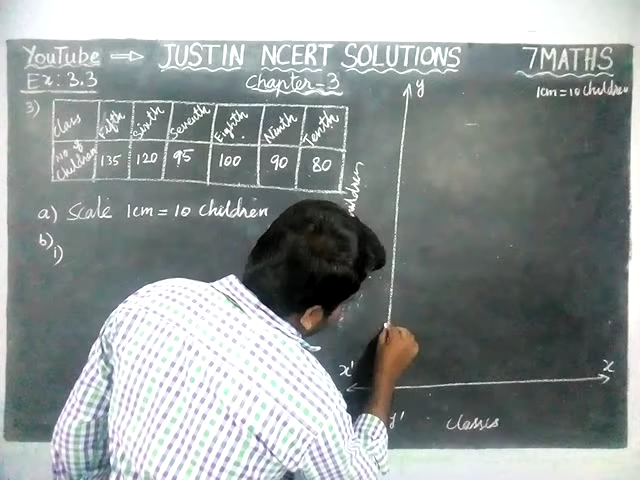 YouTube → JUSTIN NCERT SOLUTIONS 7MATHS
Ex: 3.3 Chapter-3
1cm = 10 children
3)
Class Fifth Sixth Seventh Eighth Ninth Tenth
No of Children 135 120 95 100 90 80
a) Scale 1cm = 10 children
b)
i)
y
x' x
y'
classes